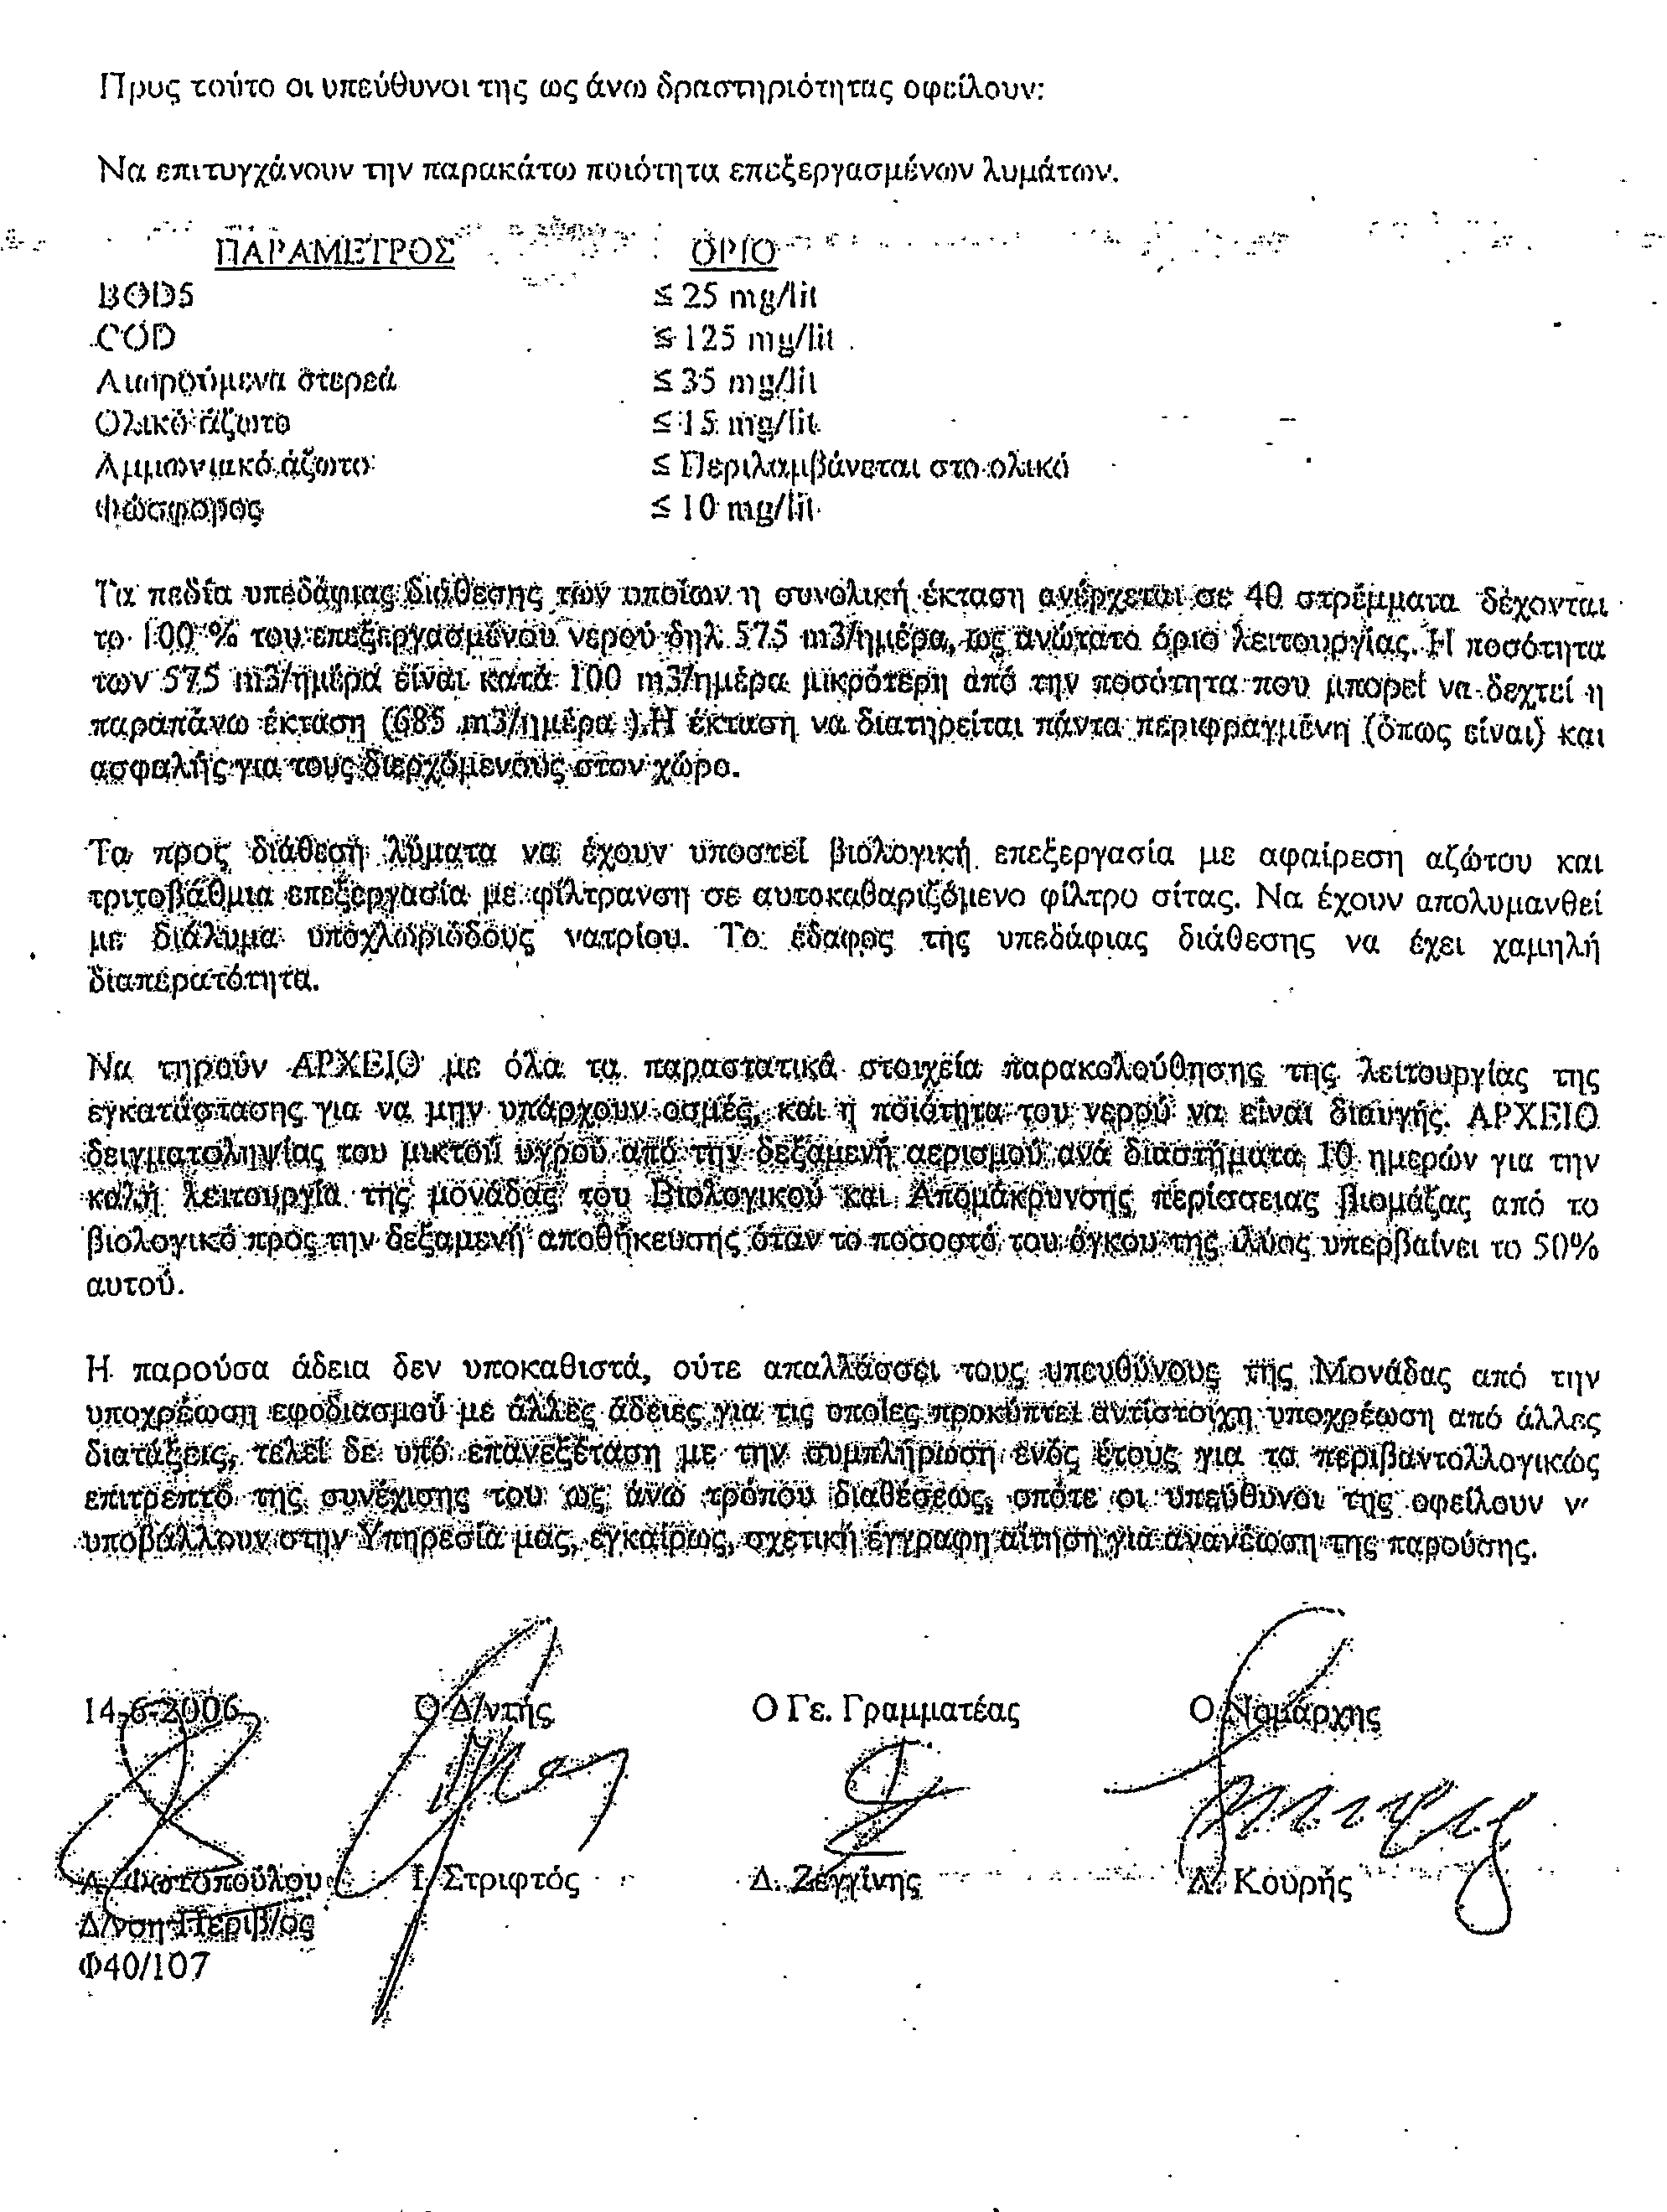 Προς τούτο οι υπεύθυνοι της ως άνω δραστηριότητας οφείλουν:
Να επιτυγχάνουν την παρακάτω ποιότητα επεξεργασμένων λυμάτων.
ΠΑΡΑΜΕΤΡΟΣ ΟΡΙΟ
BOD5 ≤ 25 mg/lit
COD ≤ 125 mg/lit
Αιωρούμενα στερεά ≤ 35 mg/lit
Ολικό άζωτο ≤ 15 mg/lit
Αμμωνιακό άζωτο ≤ Περιλαμβάνεται στο ολικό
Φώσφορος ≤ 10 mg/lit
Τα πεδία υπεδάφιας διάθεσης των οποίων η συνολική έκταση ανέρχεται σε 40 στρέμματα δέχονται
το 100 % του επεξεργασμένου νερού δηλ 575 m3/ημέρα, ως ανώτατο όριο λειτουργίας. Η ποσότητα
των 575 m3/ημέρα είναι κατά 100 m3/ημέρα μικρότερη από την ποσότητα που μπορεί να δεχτεί η
παραπάνω έκταση (685 m3/ημέρα ).Η έκταση να διατηρείται πάντα περιφραγμένη (όπως είναι) και
ασφαλής για τους διερχόμενους στον χώρο.
Τα προς διάθεση λύματα να έχουν υποστεί βιολογική επεξεργασία με αφαίρεση αζώτου και
τριτοβάθμια επεξεργασία με φίλτρανση σε αυτοκαθαριζόμενο φίλτρο σίτας. Να έχουν απολυμανθεί
με διάλυμα υποχλωριώδους νατρίου. Το έδαφος της υπεδάφιας διάθεσης να έχει χαμηλή
διαπερατότητα.
Να τηρούν ΑΡΧΕΙΟ με όλα τα παραστατικά στοιχεία παρακολούθησης της λειτουργίας της
εγκατάστασης για να μην υπάρχουν οσμές, και η ποιότητα του νερού να είναι διαυγής. ΑΡΧΕΙΟ
δειγματοληψίας του μικτού υγρού από την δεξαμενή αερισμού ανά διαστήματα 10 ημερών για την
καλή λειτουργία της μονάδας του Βιολογικού και Απομάκρυνσης περίσσειας βιομάζας από το
βιολογικό προς την δεξαμενή αποθήκευσης όταν το ποσοστό του όγκου της ιλύος υπερβαίνει το 50%
αυτού.
Η παρούσα άδεια δεν υποκαθιστά, ούτε απαλλάσσει τους υπευθύνους της Μονάδας από την
υποχρέωση εφοδιασμού με άλλες άδειες για τις οποίες προκύπτει αντίστοιχη υποχρέωση από άλλες
διατάξεις, τελεί δε υπό επανεξέταση με την συμπλήρωση ενός έτους για το περιβαντολλογικώς
επιτρεπτό της συνέχισης του ως άνω τρόπου διαθέσεως, οπότε οι υπεύθυνοι της οφείλουν ν'
υποβάλλουν στην Υπηρεσία μας, εγκαίρως, σχετική έγγραφη αίτηση για ανανέωση της παρούσης.
14-6-2006 Ο Δ/ντής Ο Γε. Γραμματέας Ο Νομάρχης
Α. Φωτοπούλου Ι. Στριφτός Δ. Ζεγγίνης Δ. Κουρής
Δ/νση Περιβ/ος
Φ40/107